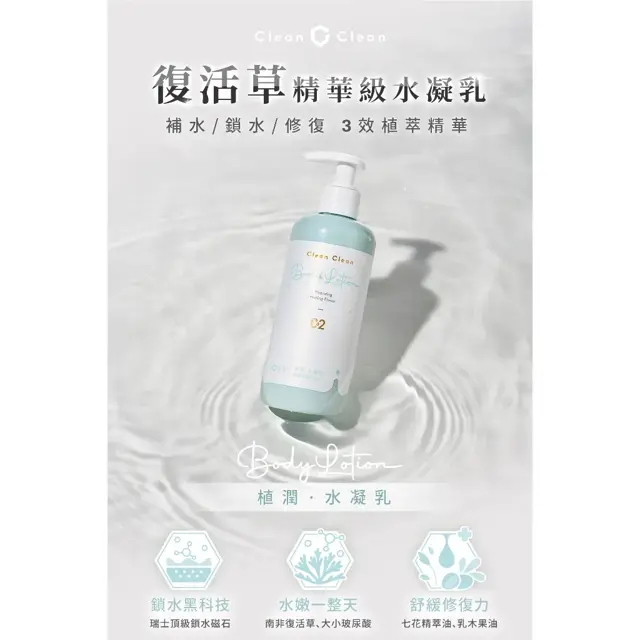 Clean Clean
復活草精華級水凝乳
補水/鎖水/修復 3效植萃精華
Clean Clean
Body Lotion
02
Body Lotion
植潤·水凝乳
鎖水黑科技
瑞士頂級鎖水磁石
水嫩一整天
南非復活草、大小玻尿酸
舒緩修復力
七花精萃油、乳木果油